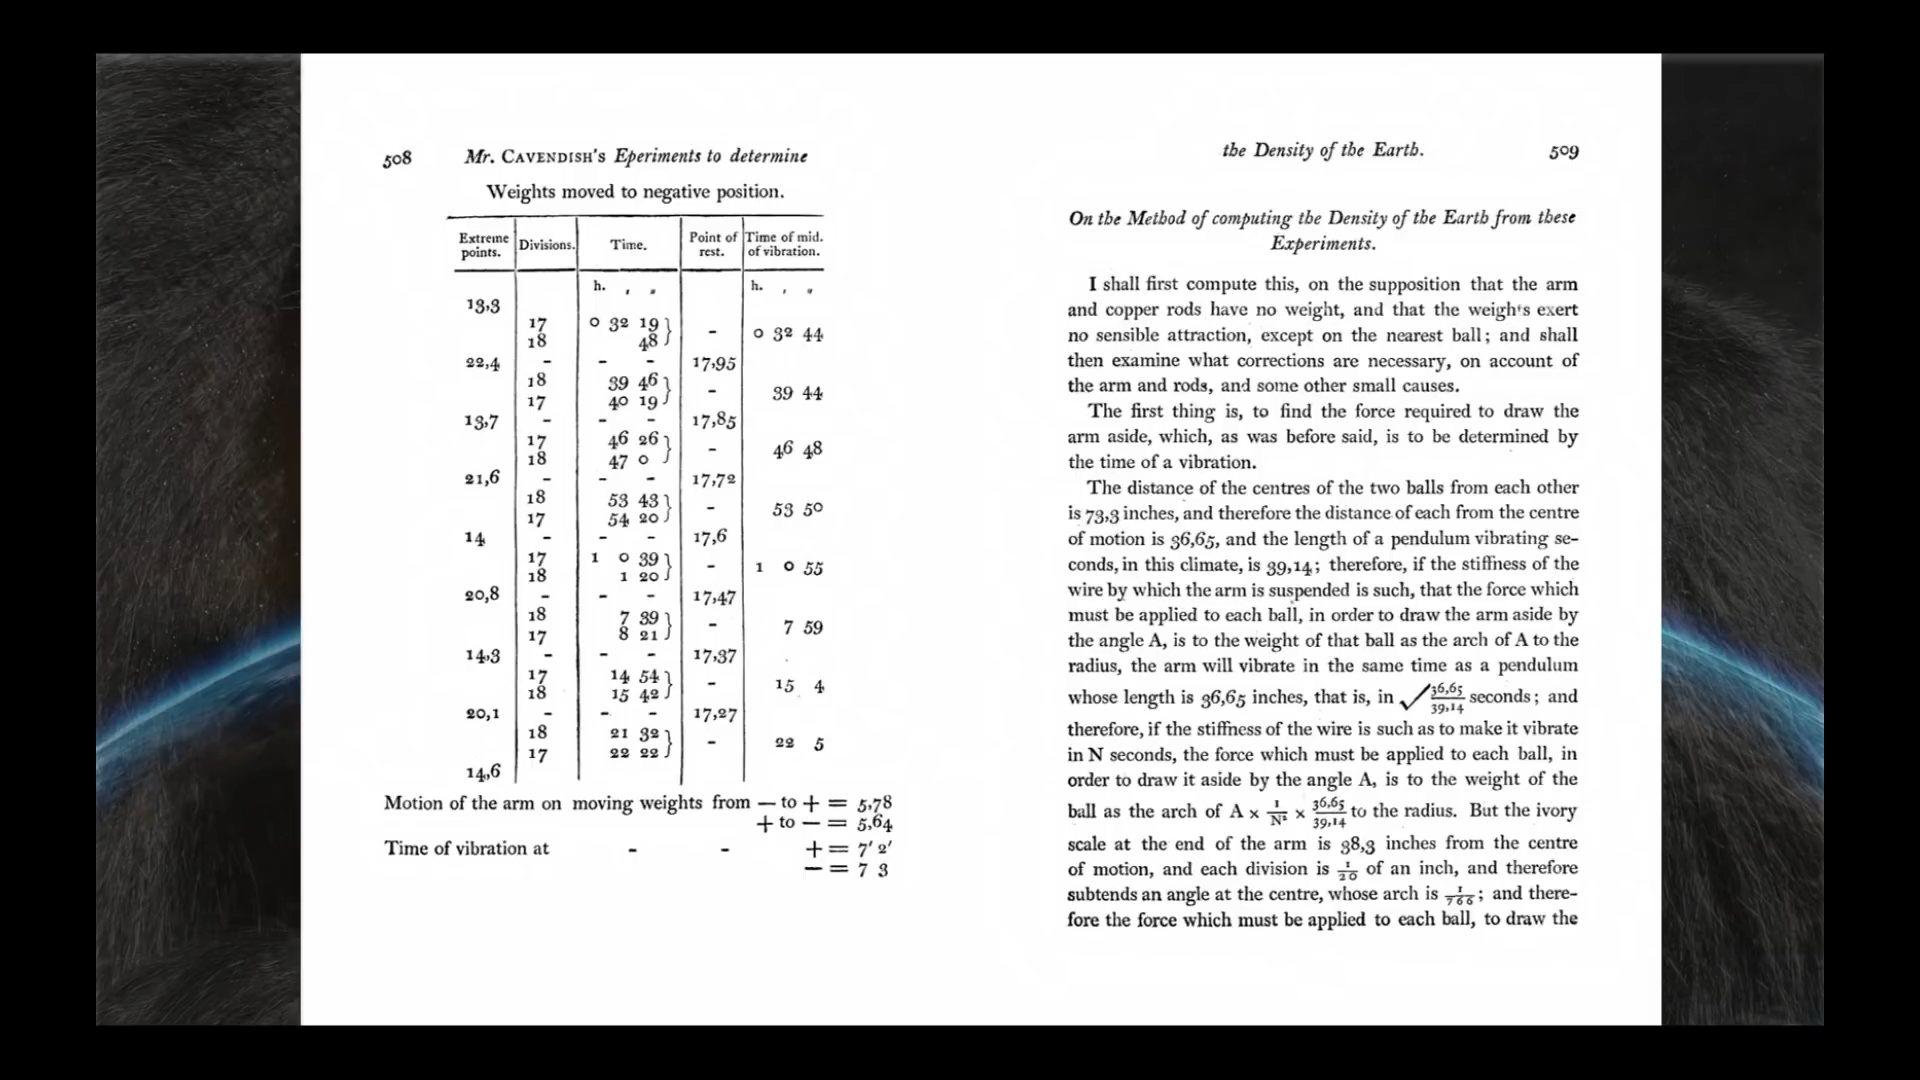 508 Mr. CAVENDISH'S Eperiments to determine
Weights moved to negative position.
Extreme points. Divisions. Time. Point of rest. Time of mid. of vibration.
h. , „ h. , „
13,3
17 0 32 19 } - 0 32 44
18 48
22,4 - - - 17,95
18 39 46 } - 39 44
17 40 19
13,7 - - - 17,85
17 46 26 } - 46 48
18 47 0
21,6 - - - 17,72
18 53 43 } - 53 50
17 54 20
14 - - - 17,6
17 1 0 39 } - 1 0 55
18 1 20
20,8 - - - 17,47
18 7 39 } - 7 59
17 8 21
14,3 - - - 17,37
17 14 54 } - 15 4
18 15 42
20,1 - - - 17,27
18 21 32 } - 22 5
17 22 22
14,6
Motion of the arm on moving weights from — to + = 5,78
+ to — = 5,64
Time of vibration at - - + = 7' 2'
— = 7 3
the Density of the Earth. 509
On the Method of computing the Density of the Earth from these
Experiments.
I shall first compute this, on the supposition that the arm
and copper rods have no weight, and that the weights exert
no sensible attraction, except on the nearest ball; and shall
then examine what corrections are necessary, on account of
the arm and rods, and some other small causes.
The first thing is, to find the force required to draw the
arm aside, which, as was before said, is to be determined by
the time of a vibration.
The distance of the centres of the two balls from each other
is 73,3 inches, and therefore the distance of each from the centre
of motion is 36,65, and the length of a pendulum vibrating se-
conds, in this climate, is 39,14; therefore, if the stiffness of the
wire by which the arm is suspended is such, that the force which
must be applied to each ball, in order to draw the arm aside by
the angle A, is to the weight of that ball as the arch of A to the
radius, the arm will vibrate in the same time as a pendulum
whose length is 36,65 inches, that is, in √36,65/39,14 seconds; and
therefore, if the stiffness of the wire is such as to make it vibrate
in N seconds, the force which must be applied to each ball, in
order to draw it aside by the angle A, is to the weight of the
ball as the arch of A × 1/N² × 36,65/39,14 to the radius. But the ivory
scale at the end of the arm is 38,3 inches from the centre
of motion, and each division is 1/20 of an inch, and therefore
subtends an angle at the centre, whose arch is 1/766; and there-
fore the force which must be applied to each ball, to draw the